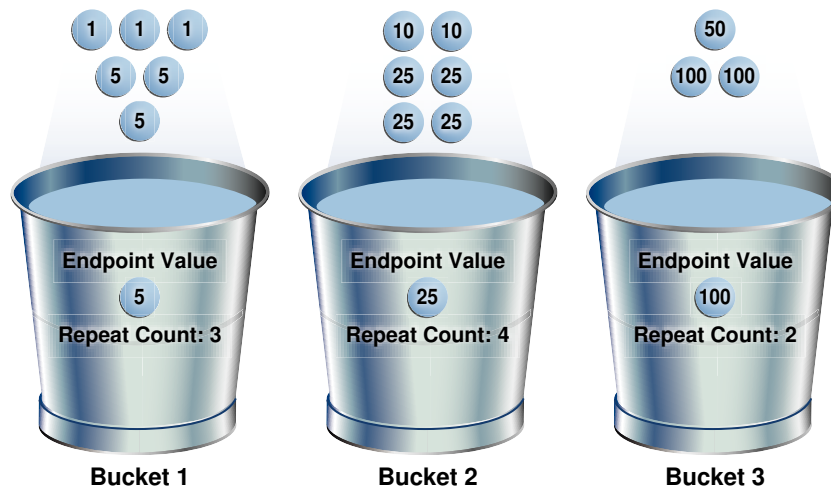 1 1 1
5 5
5
Endpoint Value
5
Repeat Count: 3
Bucket 1
10 10
25 25
25 25
Endpoint Value
25
Repeat Count: 4
Bucket 2
50
100 100
Endpoint Value
100
Repeat Count: 2
Bucket 3